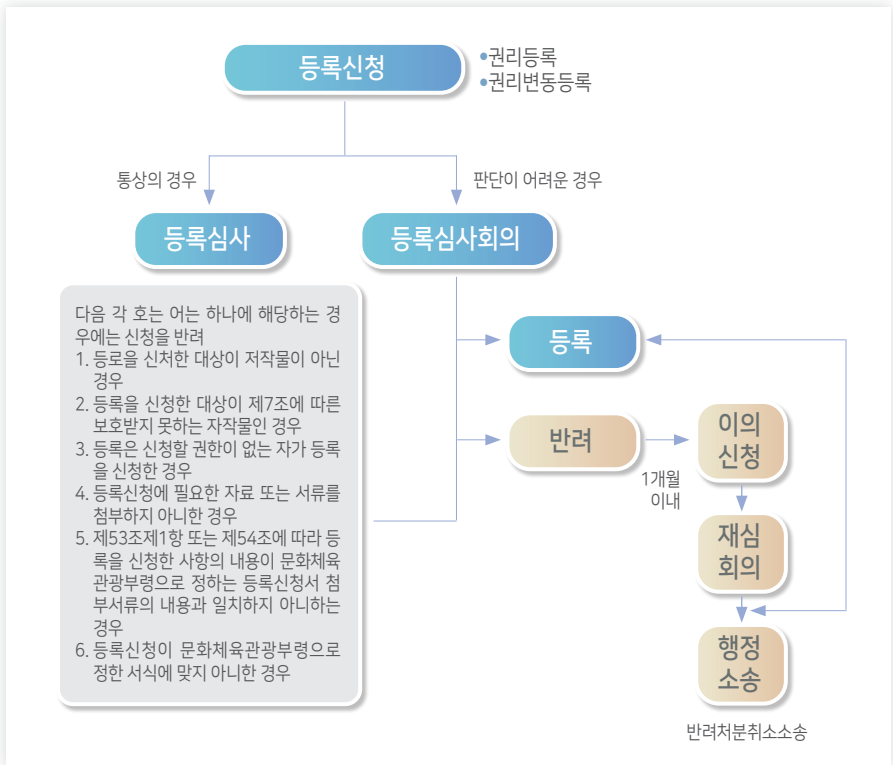 등록신청
•권리등록
•권리변동등록
통상의 경우
판단이 어려운 경우
등록심사
등록심사회의
다음 각 호는 어는 하나에 해당하는 경
우에는 신청을 반려
1. 등로을 신처한 대상이 저작물이 아닌
경우
2. 등록을 신청한 대상이 제7조에 따른
보호받지 못하는 자작물인 경우
3. 등록은 신청할 권한이 없는 자가 등록
을 신청한 경우
4. 등록신청에 필요한 자료 또는 서류를
첨부하지 아니한 경우
5. 제53조제1항 또는 제54조에 따라 등
록을 신청한 사항의 내용이 문화체육
관광부령으로 정하는 등록신청서 첨
부서류의 내용과 일치하지 아니하는
경우
6. 등록신청이 문화체육관광부령으로
정한 서식에 맞지 아니한 경우
등록
반려
1개월
이내
이의
신청
재심
회의
행정
소송
반려처분취소소송